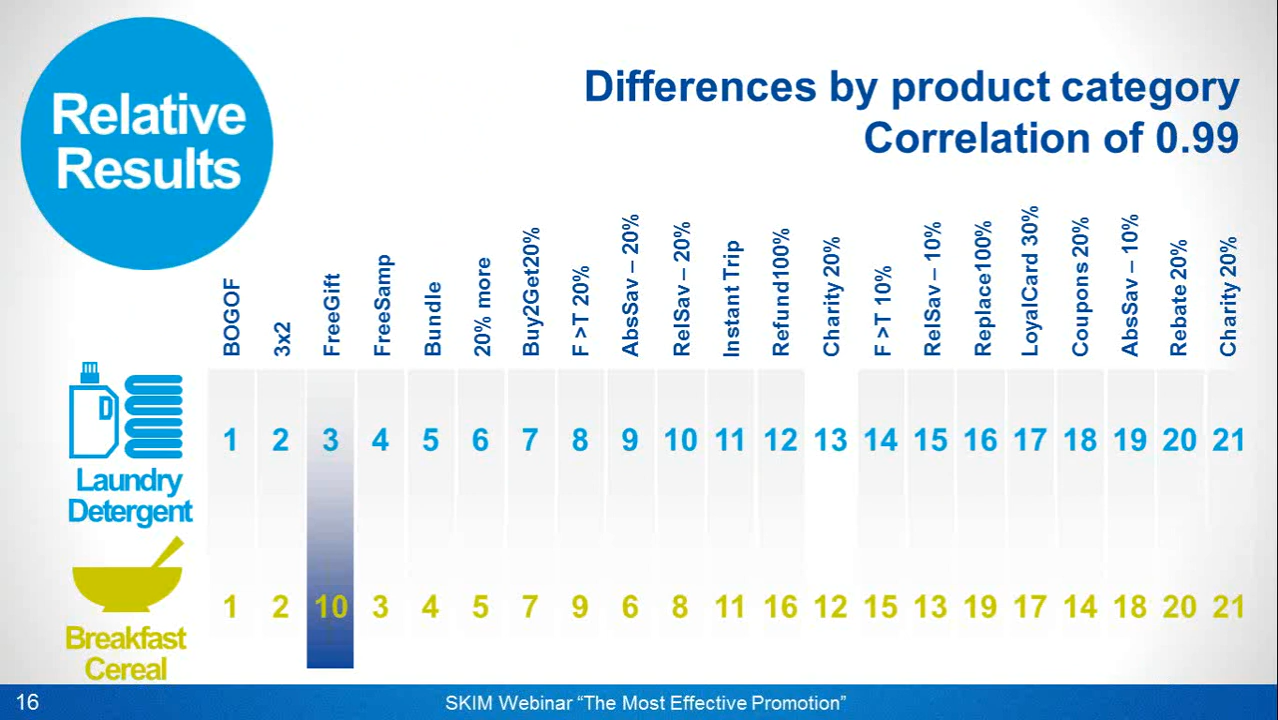 Relative
Results
Differences by product category
Correlation of 0.99
BOGOF
3x2
FreeGift
FreeSamp
Bundle
20% more
Buy2Get20%
F >T 20%
AbsSav – 20%
RelSav – 20%
Instant Trip
Refund100%
Charity 20%
F >T 10%
RelSav – 10%
Replace100%
LoyalCard 30%
Coupons 20%
AbsSav – 10%
Rebate 20%
Charity 20%
D
Laundry
Detergent
1 2 3 4 5 6 7 8 9 10 11 12 13 14 15 16 17 18 19 20 21
Breakfast
Cereal
1 2 10 3 4 5 7 9 6 8 11 16 12 15 13 19 17 14 18 20 21
16
SKIM Webinar “The Most Effective Promotion”